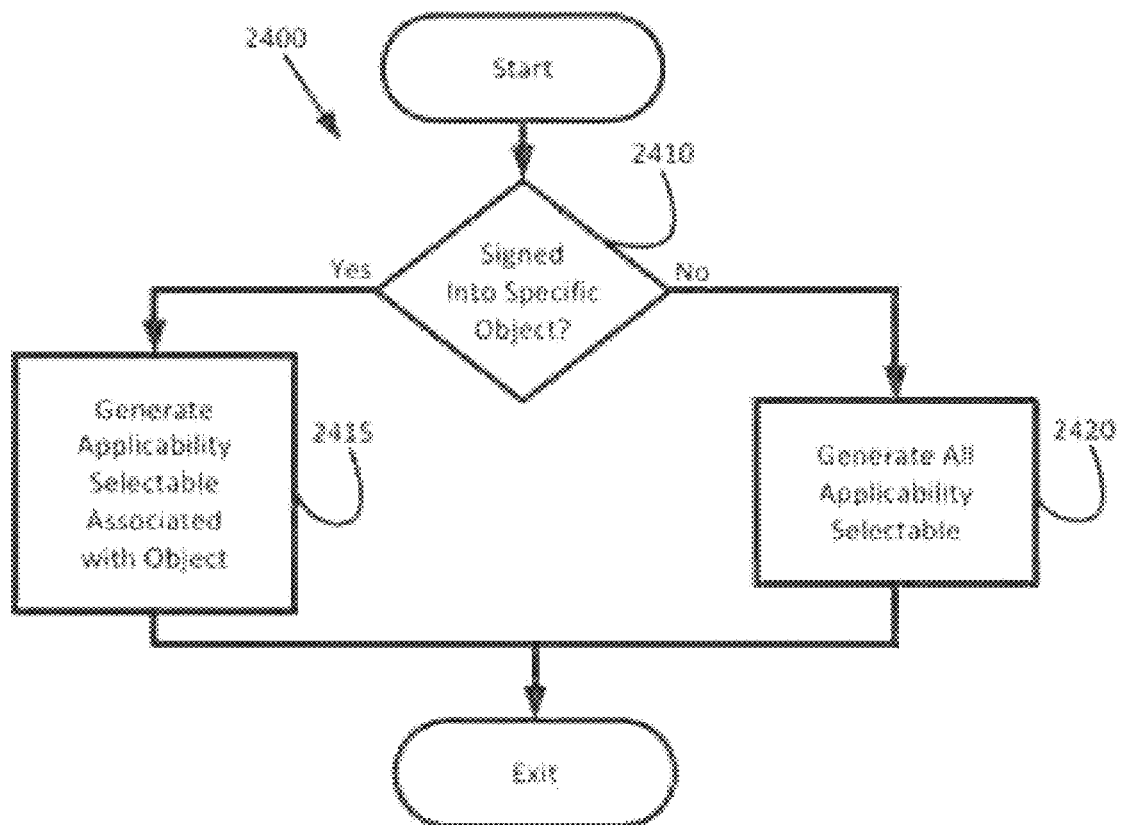 2400
Start
2410
Signed
Into Specific
Object?
Yes
No
Generate
Applicability
Selectable
Associated
with Object
2415
Generate All
Applicability
Selectable
2420
Exit